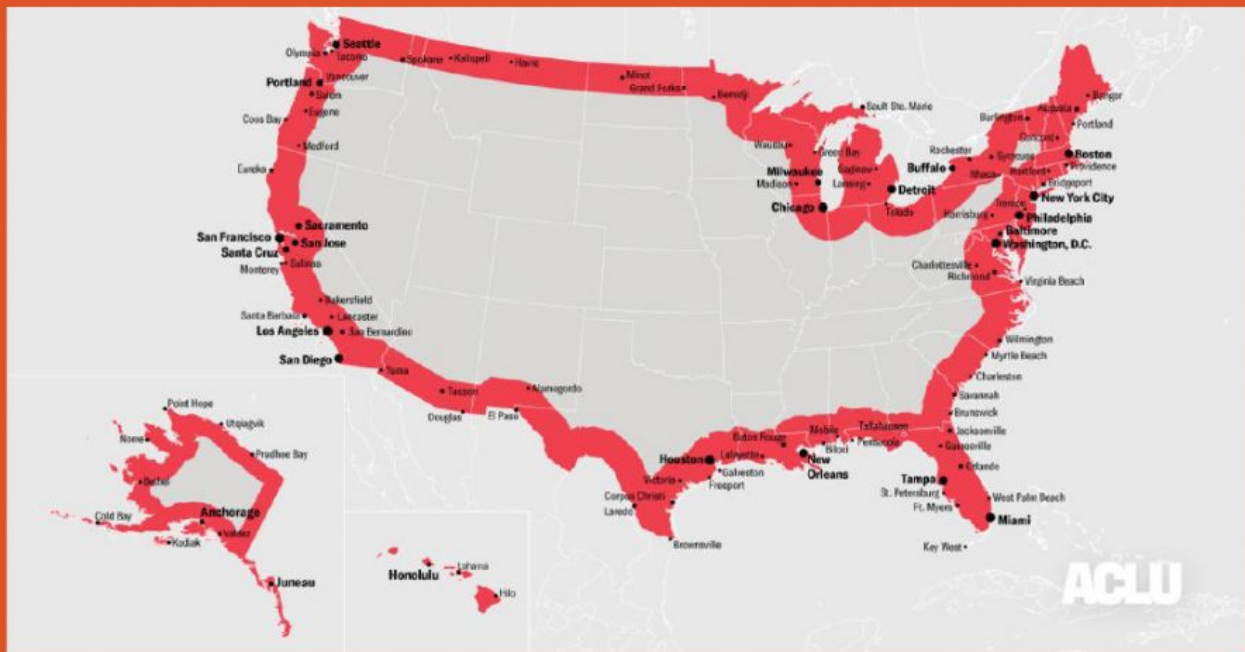 Seattle
Olympia
Tacoma
Spokane
Kalispell
Havre
Minot
Grand Forks
Bemidji
Sault Ste. Marie
Portland
Vancouver
Salem
Eugene
Coos Bay
Medford
Eureka
Wausau
Green Bay
Milwaukee
Madison
Saginaw
Lansing
Detroit
Chicago
Toledo
Buffalo
Rochester
Syracuse
Ithaca
Burlington
Augusta
Bangor
Portland
Concord
Boston
Providence
Hartford
Bridgeport
New York City
Trenton
Harrisburg
Philadelphia
Baltimore
Washington, D.C.
Charlottesville
Richmond
Virginia Beach
Sacramento
San Francisco
San Jose
Santa Cruz
Monterey
Salinas
Bakersfield
Santa Barbara
Lancaster
Los Angeles
San Bernardino
San Diego
Yuma
Tucson
Douglas
El Paso
Alamogordo
Wilmington
Myrtle Beach
Charleston
Savannah
Brunswick
Jacksonville
Gainesville
Tallahassee
Pensacola
Mobile
Biloxi
Baton Rouge
Lafayette
New
Orleans
Houston
Galveston
Freeport
Victoria
Corpus Christi
Laredo
Brownsville
Orlando
Tampa
St. Petersburg
Ft. Myers
West Palm Beach
Miami
Key West
Point Hope
Utqiagvik
Nome
Prudhoe Bay
Bethel
Cold Bay
Anchorage
Valdez
Kodiak
Juneau
Honolulu
Lahaina
Hilo
ACLU